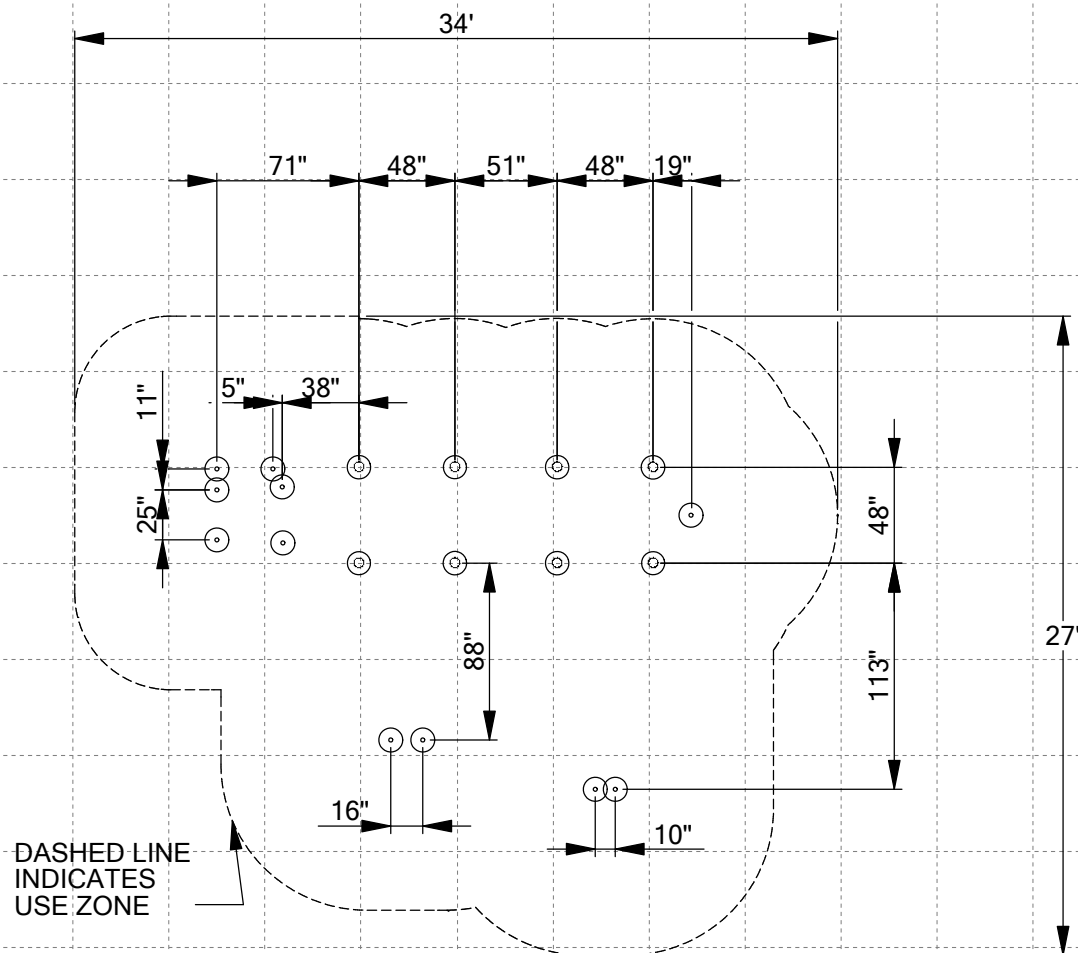 34'
71" 48" 51" 48" 19"
5" 38"
11"
25"
48"
88"
113"
27'
16"
10"
DASHED LINE
INDICATES
USE ZONE